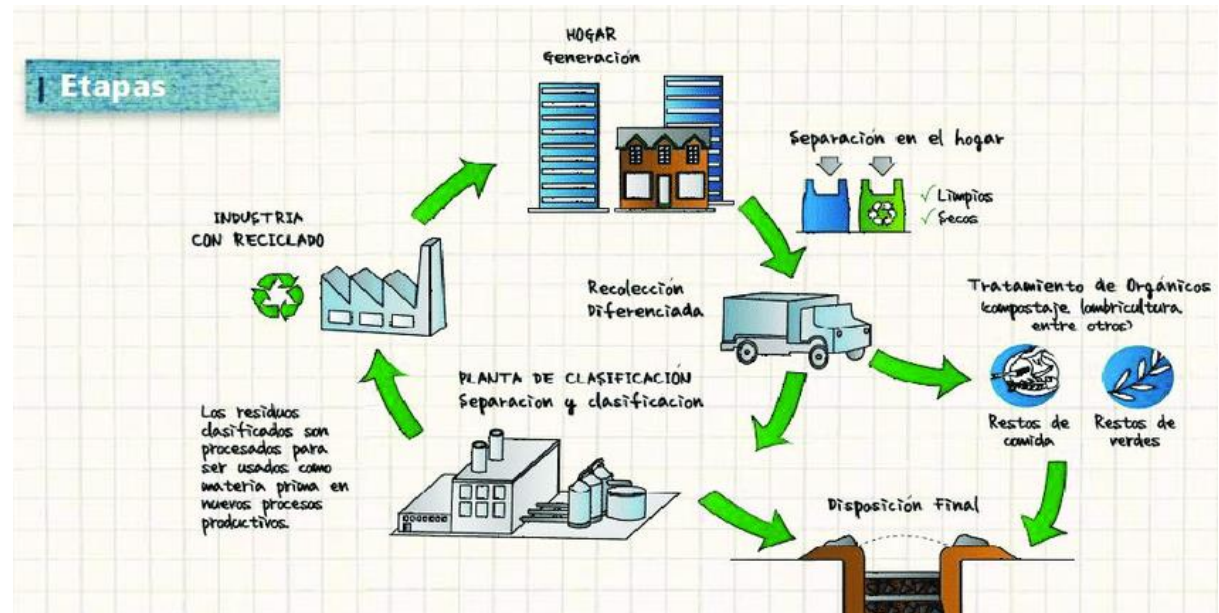 Etapas
HOGAR
Generación
Separación en el hogar
✓ Limpios
✓ Secos
INDUSTRIA
CON RECICLADO
Recolección
Diferenciada
Tratamiento de Orgánicos
(compostaje lombricultura
entre otros)
Restos de
comida
Restos de
verdes
PLANTA DE CLASIFICACIÓN
Separacion y clasificacion
Los residuos
clasificados son
procesados para
ser usados como
materia prima en
nuevos procesos
productivos.
Disposición Final